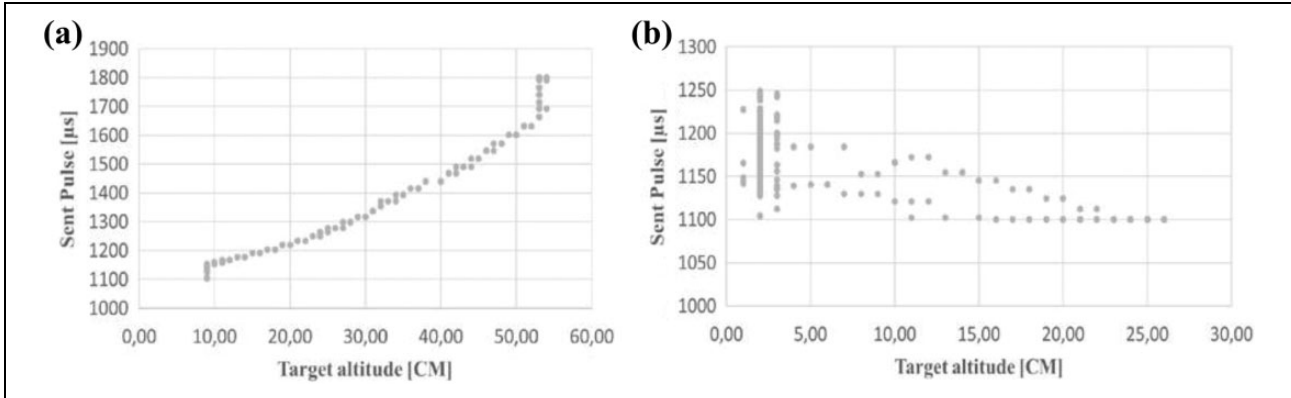 (a)
1900
1800
1700
1600
1500
1400
1300
1200
1100
1000
Sent Pulse [µs]
0,00 10,00 20,00 30,00 40,00 50,00 60,00
Target altitude [CM]
(b)
1300
1250
1200
1150
1100
1050
1000
Sent Pulse [µs]
0,00 5,00 10,00 15,00 20,00 25,00 30,00
Target altitude [CM]